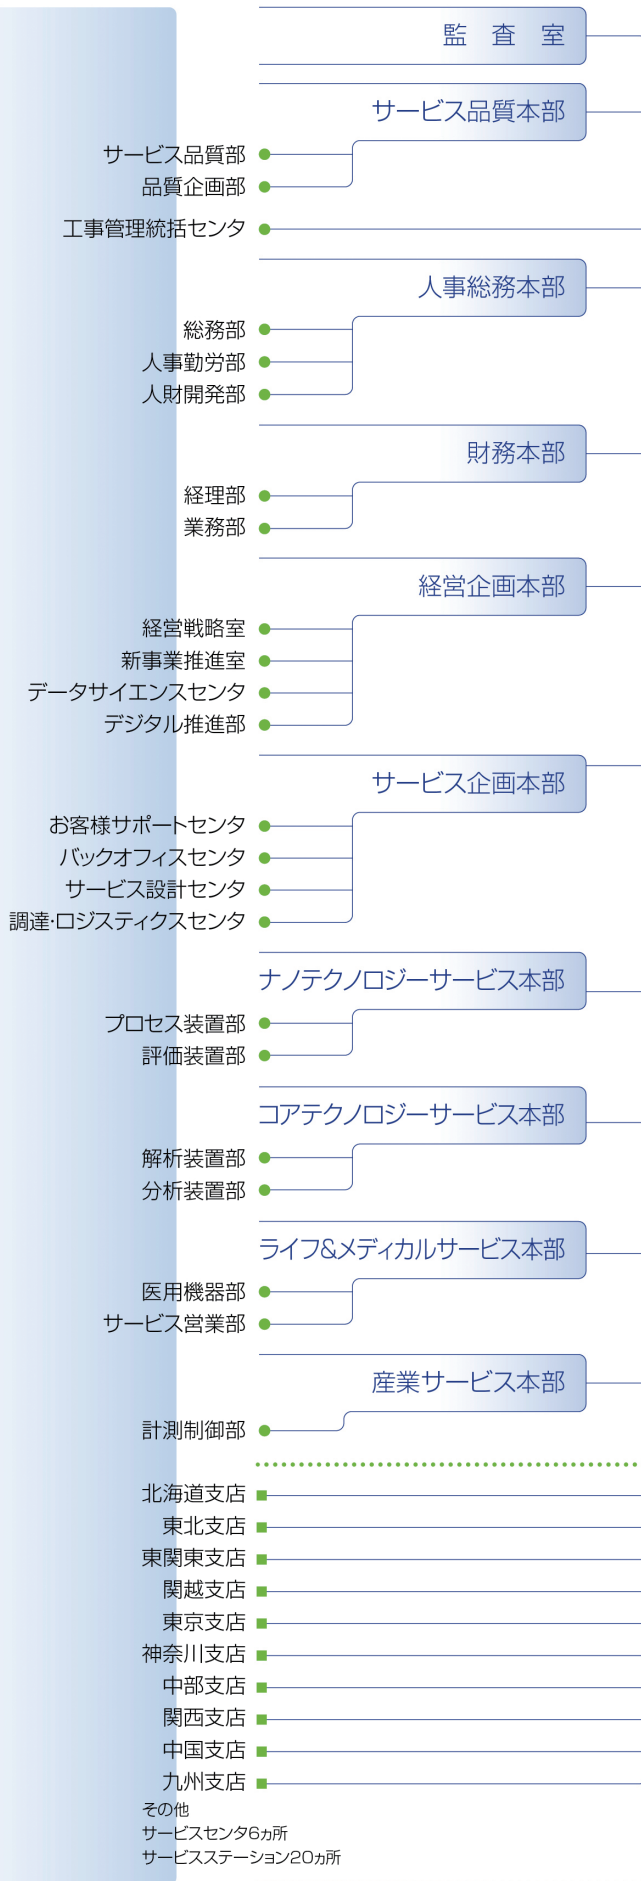 監査室
サービス品質本部
サービス品質部
品質企画部
工事管理統括センタ
人事総務本部
総務部
人事勤労部
人財開発部
財務本部
経理部
業務部
経営企画本部
経営戦略室
新事業推進室
データサイエンスセンタ
デジタル推進部
サービス企画本部
お客様サポートセンタ
バックオフィスセンタ
サービス設計センタ
調達・ロジスティクスセンタ
ナノテクノロジーサービス本部
プロセス装置部
評価装置部
コアテクノロジーサービス本部
解析装置部
分析装置部
ライフ&メディカルサービス本部
医用機器部
サービス営業部
産業サービス本部
計測制御部
北海道支店
東北支店
東関東支店
関越支店
東京支店
神奈川支店
中部支店
関西支店
中国支店
九州支店
その他
サービスセンタ6ヵ所
サービスステーション20ヵ所